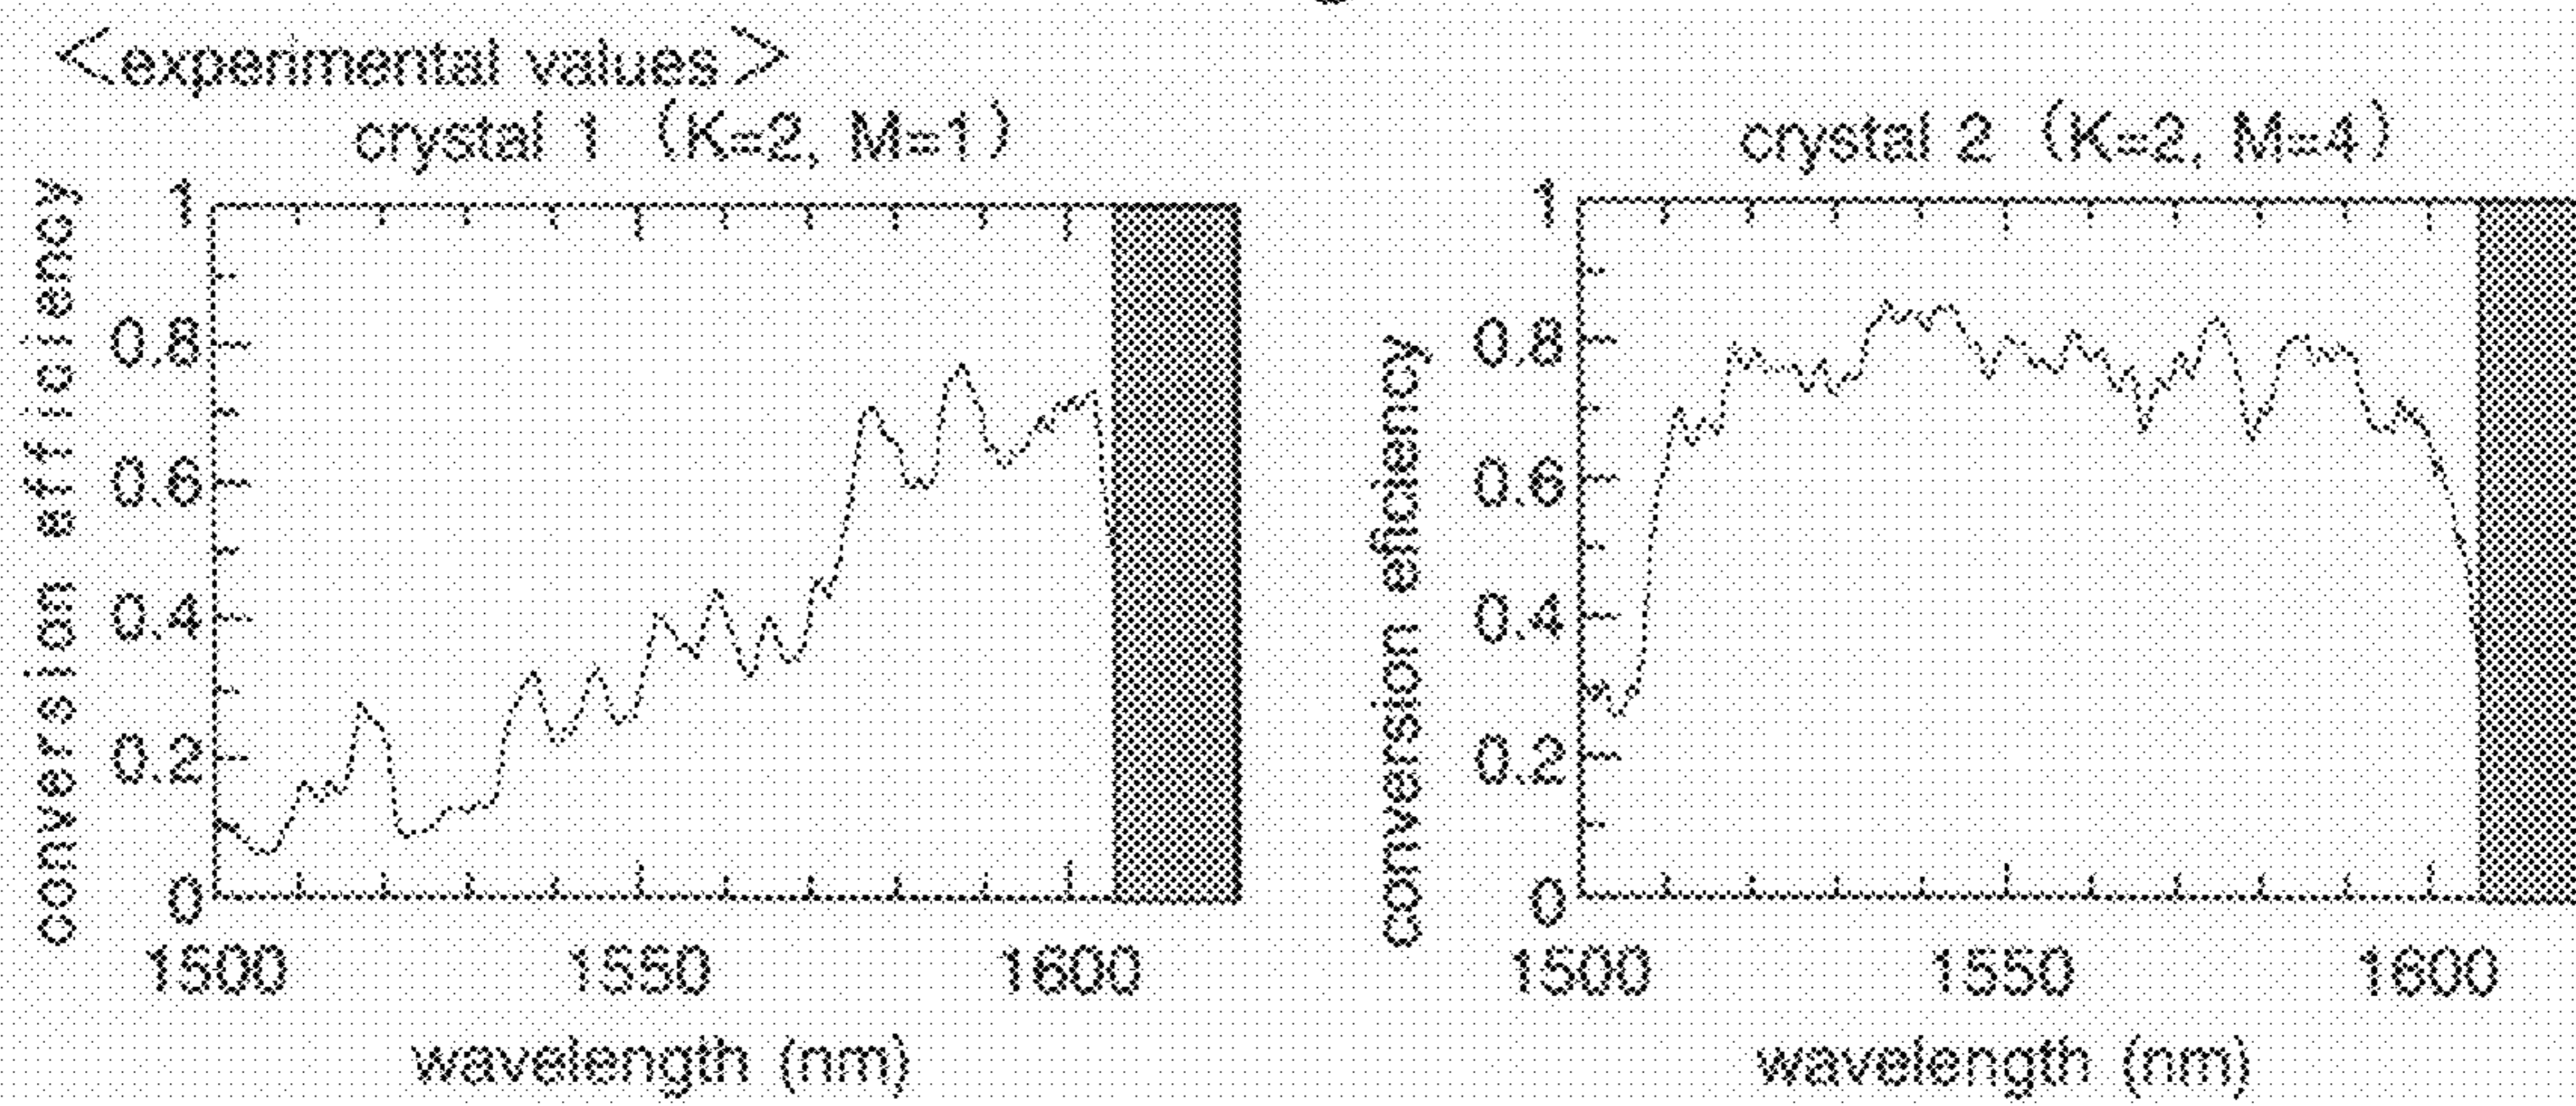 <experimental values>
crystal 1 (K=2, M=1)
conversion efficiency
1
0.8
0.6
0.4
0.2
0
1500
1550
1600
wavelength (nm)
crystal 2 (K=2, M=4)
conversion eficiency
1
0.8
0.6
0.4
0.2
0
1500
1550
1600
wavelength (nm)